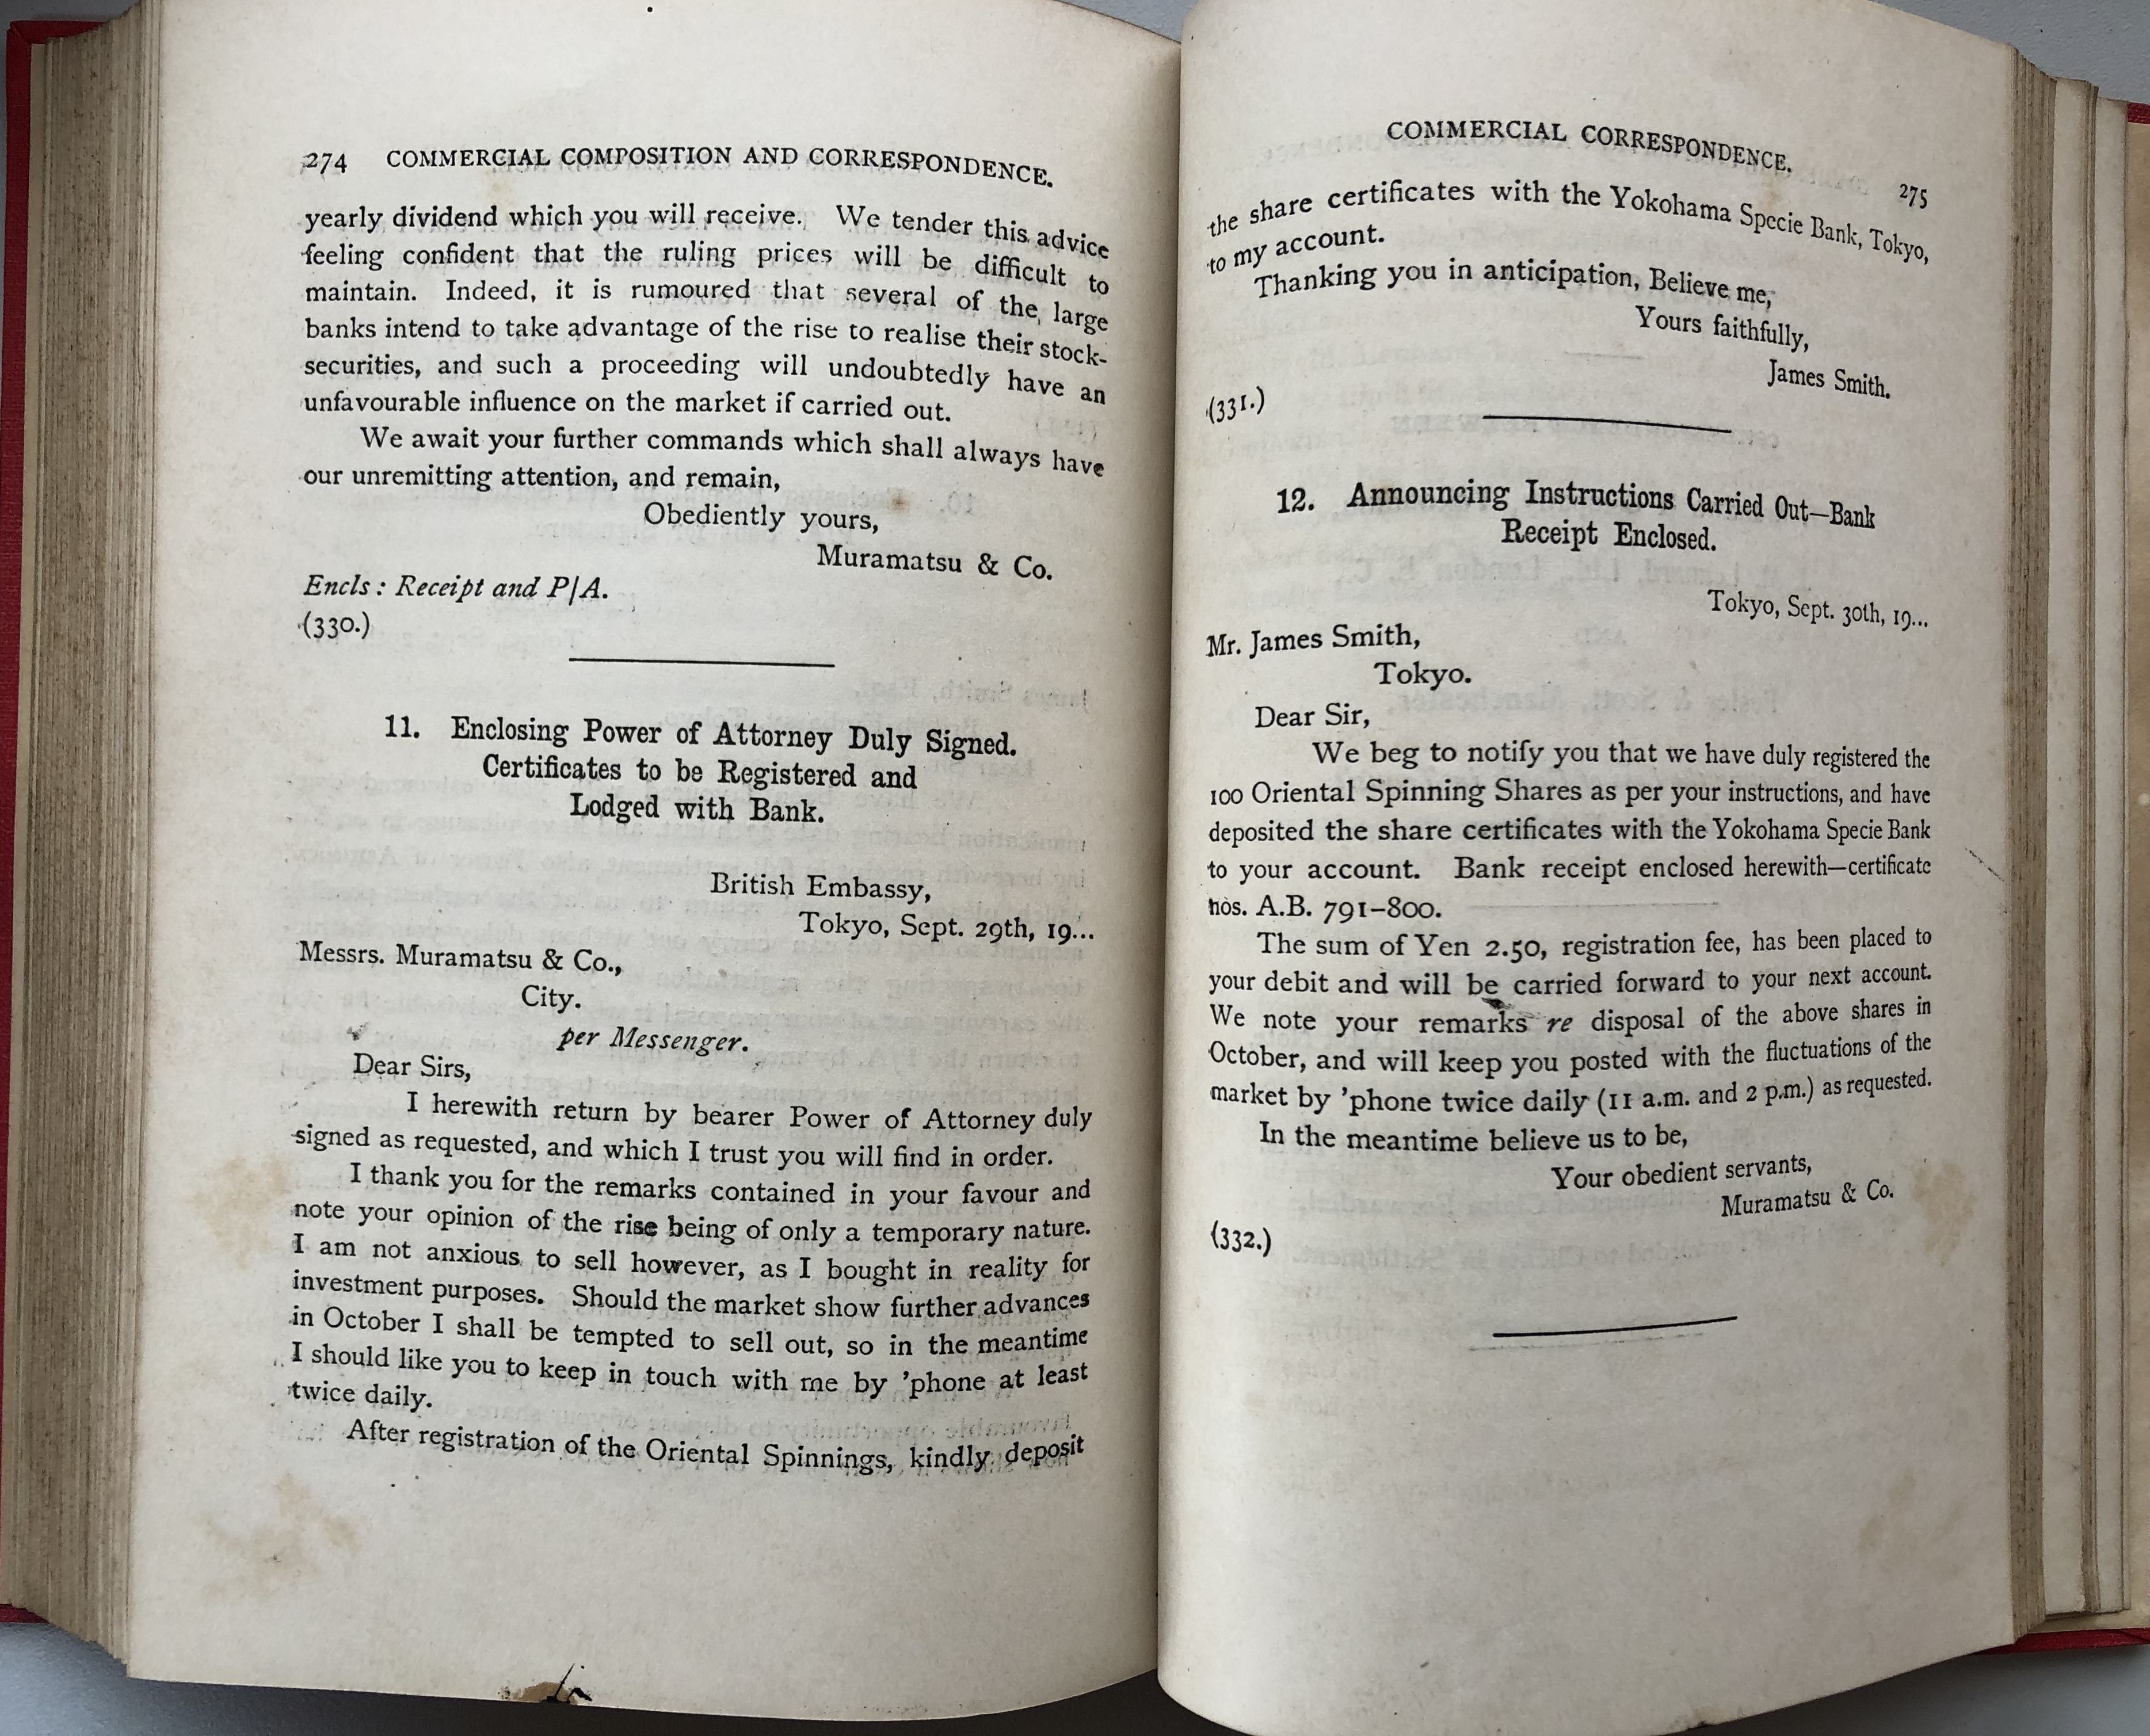 274 COMMERCIAL COMPOSITION AND CORRESPONDENCE.
yearly dividend which you will receive. We tender this advice
feeling confident that the ruling prices will be difficult to
maintain. Indeed, it is rumoured that several of the large
banks intend to take advantage of the rise to realise their stock-
securities, and such a proceeding will undoubtedly have an
unfavourable influence on the market if carried out.
We await your further commands which shall always have
our unremitting attention, and remain,
Obediently yours,
Muramatsu & Co.
Encls : Receipt and P/A.
(330.)
11. Enclosing Power of Attorney Duly Signed.
Certificates to be Registered and
Lodged with Bank.
British Embassy,
Tokyo, Sept. 29th, 19...
Messrs. Muramatsu & Co.,
City.
per Messenger.
Dear Sirs,
I herewith return by bearer Power of Attorney duly
signed as requested, and which I trust you will find in order.
I thank you for the remarks contained in your favour and
note your opinion of the rise being of only a temporary nature.
I am not anxious to sell however, as I bought in reality for
investment purposes. Should the market show further advances
in October I shall be tempted to sell out, so in the meantime
I should like you to keep in touch with me by 'phone at least
twice daily.
After registration of the Oriental Spinnings, kindly deposit
COMMERCIAL CORRESPONDENCE. 275
the share certificates with the Yokohama Specie Bank, Tokyo,
to my account.
Thanking you in anticipation, Believe me,
Yours faithfully,
James Smith.
(331.)
12. Announcing Instructions Carried Out—Bank
Receipt Enclosed.
Tokyo, Sept. 30th, 19...
Mr. James Smith,
Tokyo.
Dear Sir,
We beg to notify you that we have duly registered the
100 Oriental Spinning Shares as per your instructions, and have
deposited the share certificates with the Yokohama Specie Bank
to your account. Bank receipt enclosed herewith—certificate
nos. A.B. 791–800.
The sum of Yen 2.50, registration fee, has been placed to
your debit and will be carried forward to your next account.
We note your remarks re disposal of the above shares in
October, and will keep you posted with the fluctuations of the
market by 'phone twice daily (11 a.m. and 2 p.m.) as requested.
In the meantime believe us to be,
Your obedient servants,
Muramatsu & Co.
(332.)